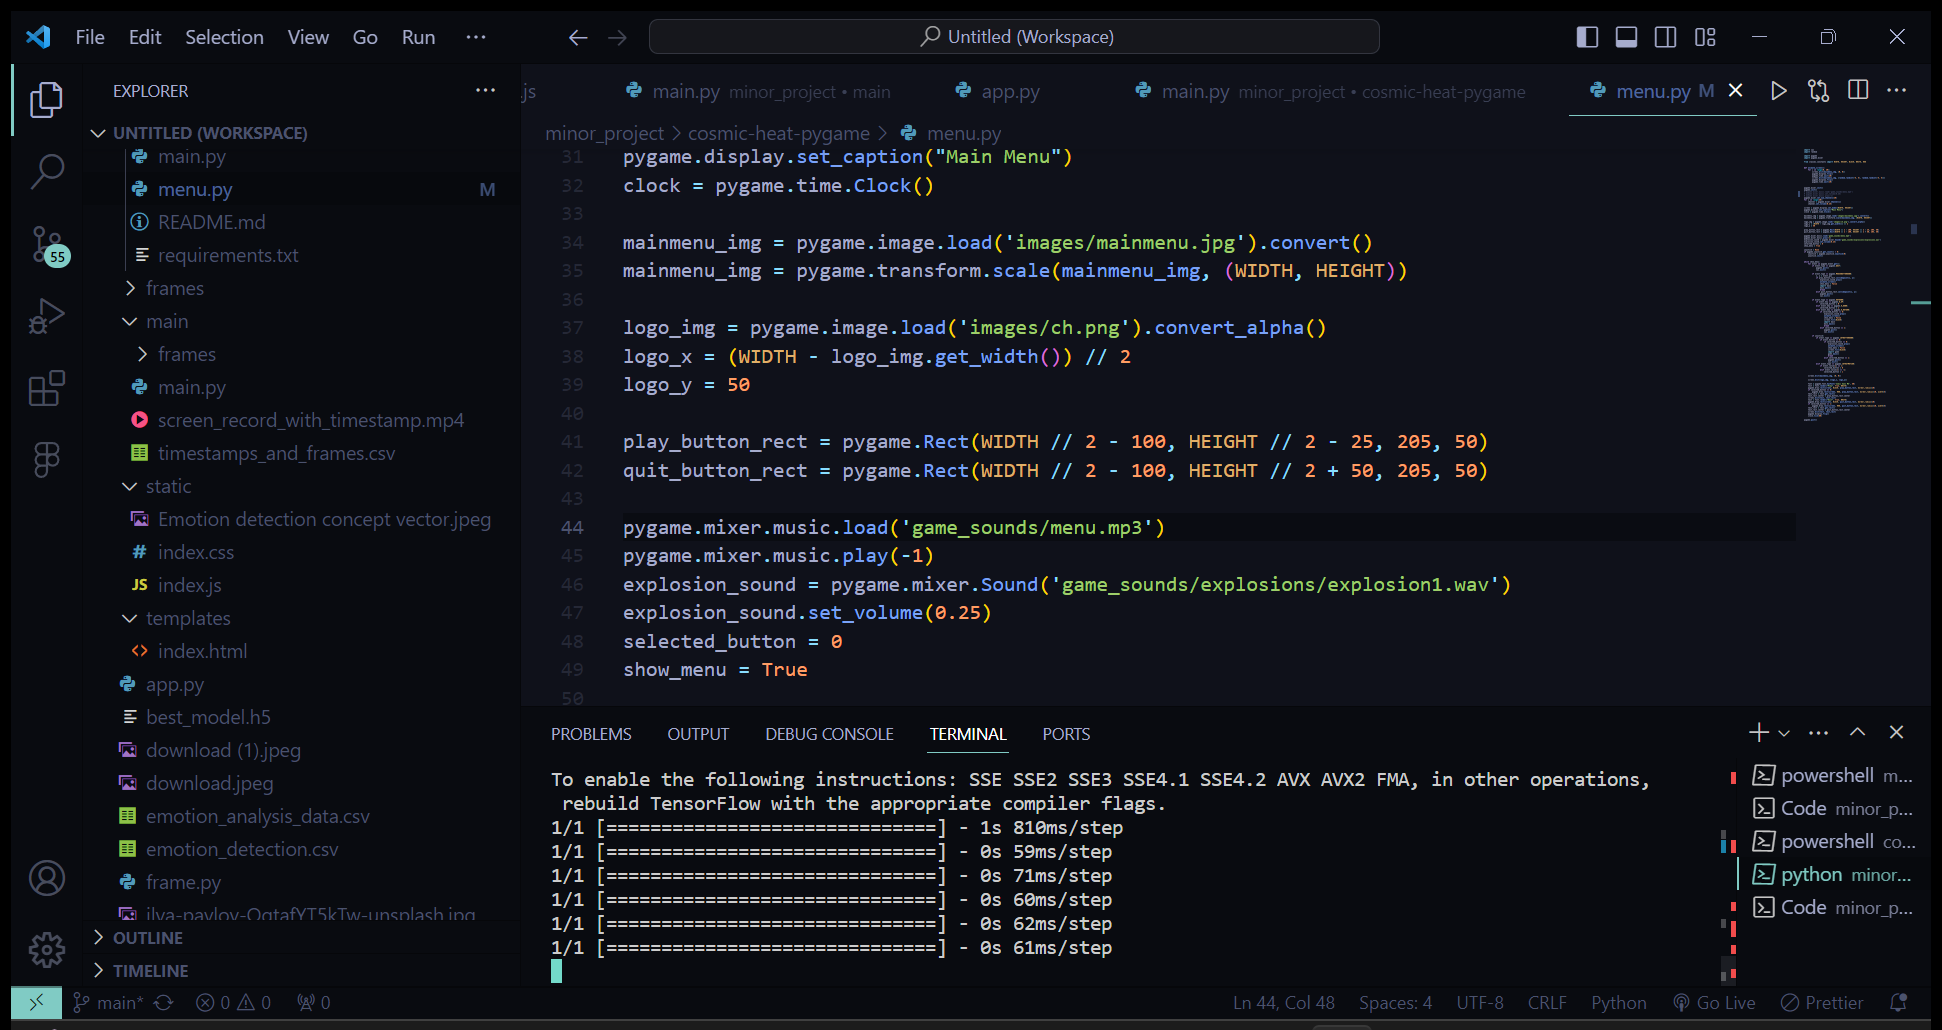 File Edit Selection View Go Run ···
Untitled (Workspace)
EXPLORER ···
UNTITLED (WORKSPACE)
main.py
menu.py M
README.md
requirements.txt
frames
main
frames
main.py
screen_record_with_timestamp.mp4
timestamps_and_frames.csv
static
Emotion detection concept vector.jpeg
# index.css
JS index.js
templates
<> index.html
app.py
best_model.h5
download (1).jpeg
download.jpeg
emotion_analysis_data.csv
emotion_detection.csv
frame.py
OUTLINE
TIMELINE
55
.js main.py minor_project • main app.py main.py minor_project • cosmic-heat-pygame menu.py M
minor_project > cosmic-heat-pygame > menu.py
31 pygame.display.set_caption("Main Menu")
32 clock = pygame.time.Clock()
33
34 mainmenu_img = pygame.image.load('images/mainmenu.jpg').convert()
35 mainmenu_img = pygame.transform.scale(mainmenu_img, (WIDTH, HEIGHT))
36
37 logo_img = pygame.image.load('images/ch.png').convert_alpha()
38 logo_x = (WIDTH - logo_img.get_width()) // 2
39 logo_y = 50
40
41 play_button_rect = pygame.Rect(WIDTH // 2 - 100, HEIGHT // 2 - 25, 205, 50)
42 quit_button_rect = pygame.Rect(WIDTH // 2 - 100, HEIGHT // 2 + 50, 205, 50)
43
44 pygame.mixer.music.load('game_sounds/menu.mp3')
45 pygame.mixer.music.play(-1)
46 explosion_sound = pygame.mixer.Sound('game_sounds/explosions/explosion1.wav')
47 explosion_sound.set_volume(0.25)
48 selected_button = 0
49 show_menu = True
50
PROBLEMS OUTPUT DEBUG CONSOLE TERMINAL PORTS
To enable the following instructions: SSE SSE2 SSE3 SSE4.1 SSE4.2 AVX AVX2 FMA, in other operations,
rebuild TensorFlow with the appropriate compiler flags.
1/1 [==============================] - 1s 810ms/step
1/1 [==============================] - 0s 59ms/step
1/1 [==============================] - 0s 71ms/step
1/1 [==============================] - 0s 60ms/step
1/1 [==============================] - 0s 62ms/step
1/1 [==============================] - 0s 61ms/step
powershell m...
Code minor_p...
powershell co...
python minor...
Code minor_p...
main* 0 0 0
Ln 44, Col 48 Spaces: 4 UTF-8 CRLF Python Go Live Prettier